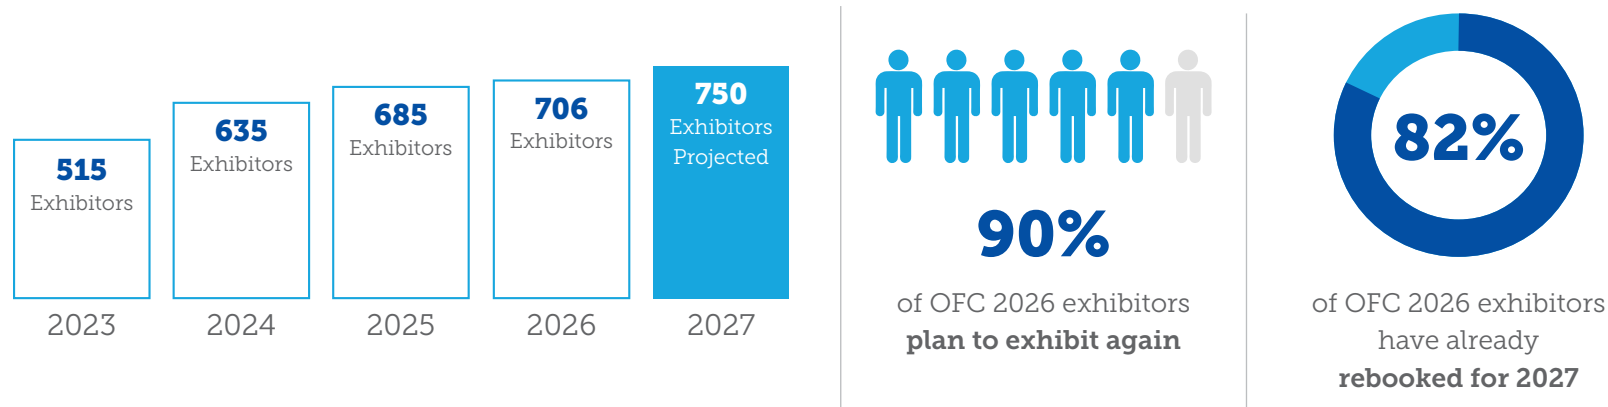 515
Exhibitors
2023
635
Exhibitors
2024
685
Exhibitors
2025
706
Exhibitors
2026
750
Exhibitors
Projected
2027
90%
of OFC 2026 exhibitors
plan to exhibit again
82%
of OFC 2026 exhibitors
have already
rebooked for 2027